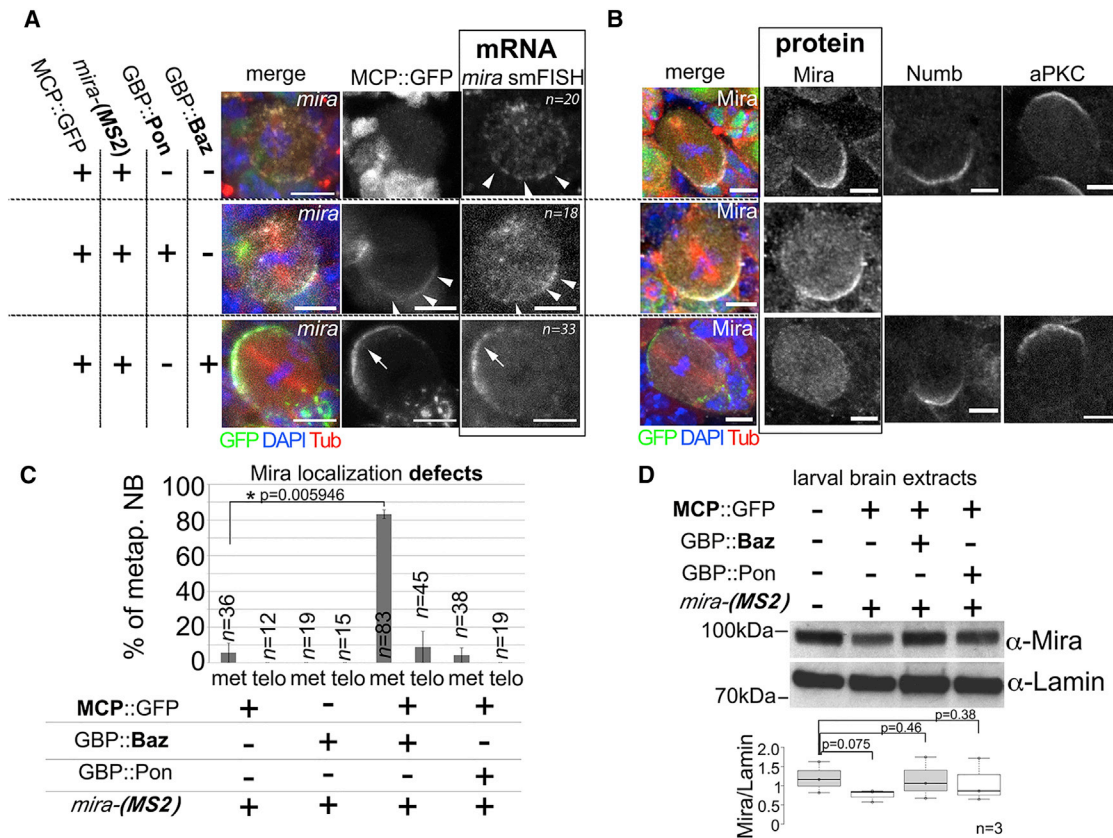 A
MCP::GFP
mira-(MS2)
GBP::Pon
GBP::Baz
mRNA
merge MCP::GFP mira smFISH
mira n=20
+ + - -
mira n=18
+ + + -
mira n=33
+ + - +
GFP DAPI Tub
B
protein
merge Mira Numb aPKC
Mira
Mira
Mira
GFP DAPI Tub
C
Mira localization defects
* p=0.005946
% of metap. NB
100
80
60
40
20
0
n=36
n=12
n=19
n=15
n=83
n=45
n=38
n=19
met telo met telo met telo met telo
MCP::GFP + - + +
GBP::Baz - + + -
GBP::Pon - - - +
mira-(MS2) + + + +
D
larval brain extracts
MCP::GFP - + + +
GBP::Baz - - + -
GBP::Pon - - - +
mira-(MS2) - + + +
100kDa
α-Mira
70kDa
α-Lamin
p=0.38
p=0.46
p=0.075
Mira/Lamin
2.0
1.5
1
0.5
0
n=3